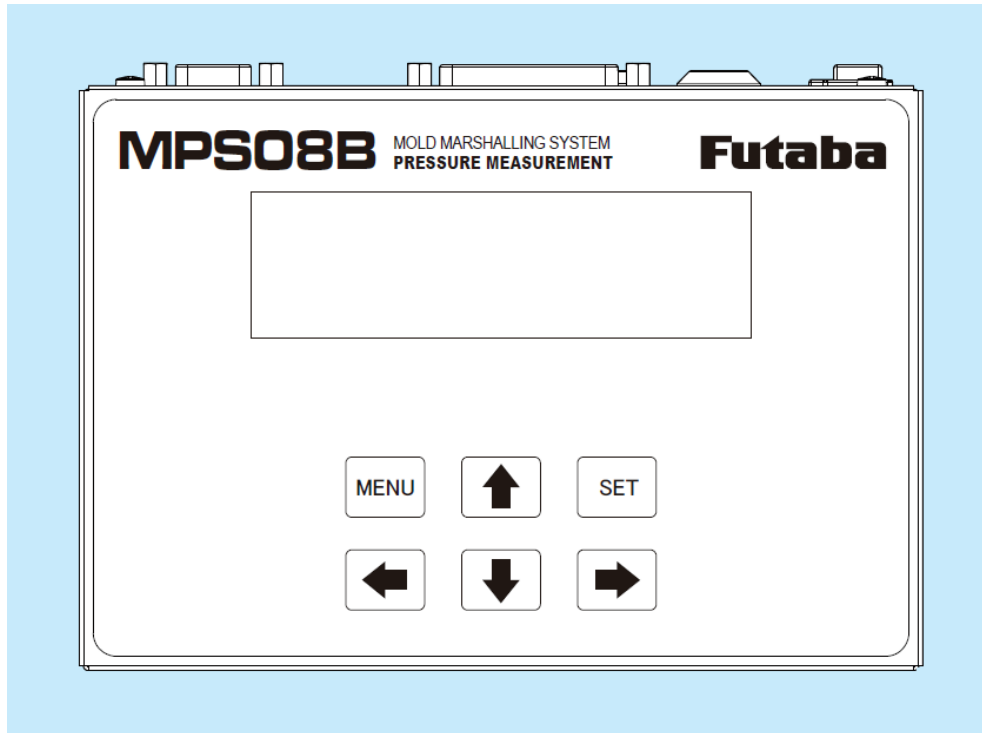 MPS08B
MOLD MARSHALLING SYSTEM
PRESSURE MEASUREMENT
Futaba
MENU
SET